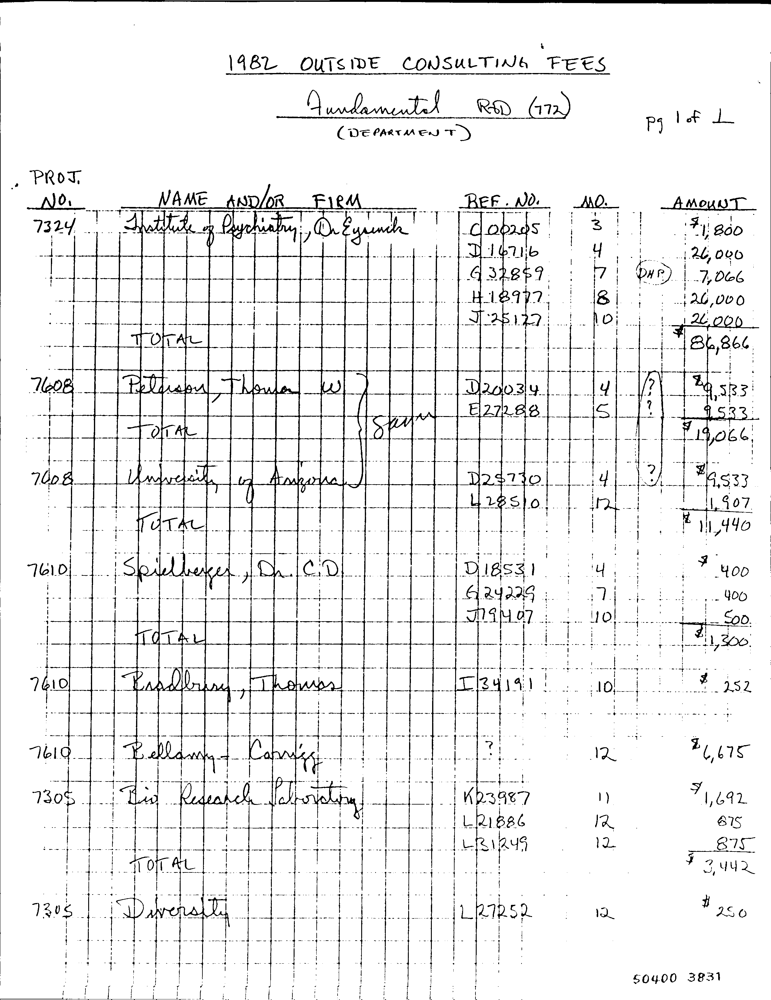 1982 OUTSIDE CONSULTING FEES
Fundamental R&D (772)
(DEPARTMENT)
pg 1 of 1
PROJ.
NO. NAME AND/OR FIRM REF. NO. MO. AMOUNT
7324 Institute of Psychiatry, Dr Eysenck C00205 3 $1,800
D16716 4 26,000
G32859 7 (DHP) 7,066
H18977 8 26,000
J25127 10 26,000
TOTAL $86,866
7608 Peterson, Thomas W D20034 4 ? $9,533
E27288 5 ? 9533
TOTAL $19,066
Same
7608 University of Arizona D25730 4 ? $9,533
L28510 12 1,907
TOTAL $11,440
7610 Spielberger, Dr. C.D. D18531 4 $400
G24229 7 400
J19407 10 500
TOTAL $1,300
7610 Bradbury, Thomas I34191 10 $252
7610 Bellamy - ? 12 $6,675
7305 Bio Research Laboratory K23987 11 $1,692
L21886 12 875
L31249 12 875
TOTAL $3,442
7305 Diversity L27252 12 $250
50400 3831